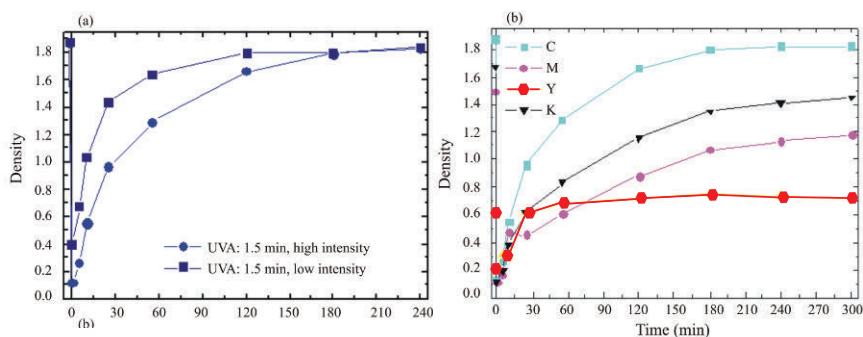 (a)
1.8
1.6
1.4
1.2
1.0
0.8
0.6
0.4
0.2
0.0
Density
UVA: 1.5 min, high intensity
UVA: 1.5 min, low intensity
0 30 60 90 120 150 180 210 240
(b)
(b)
1.8
1.6
1.4
1.2
1.0
0.8
0.6
0.4
0.2
0.0
Density
C
M
Y
K
0 30 60 90 120 150 180 210 240 270 300
Time (min)